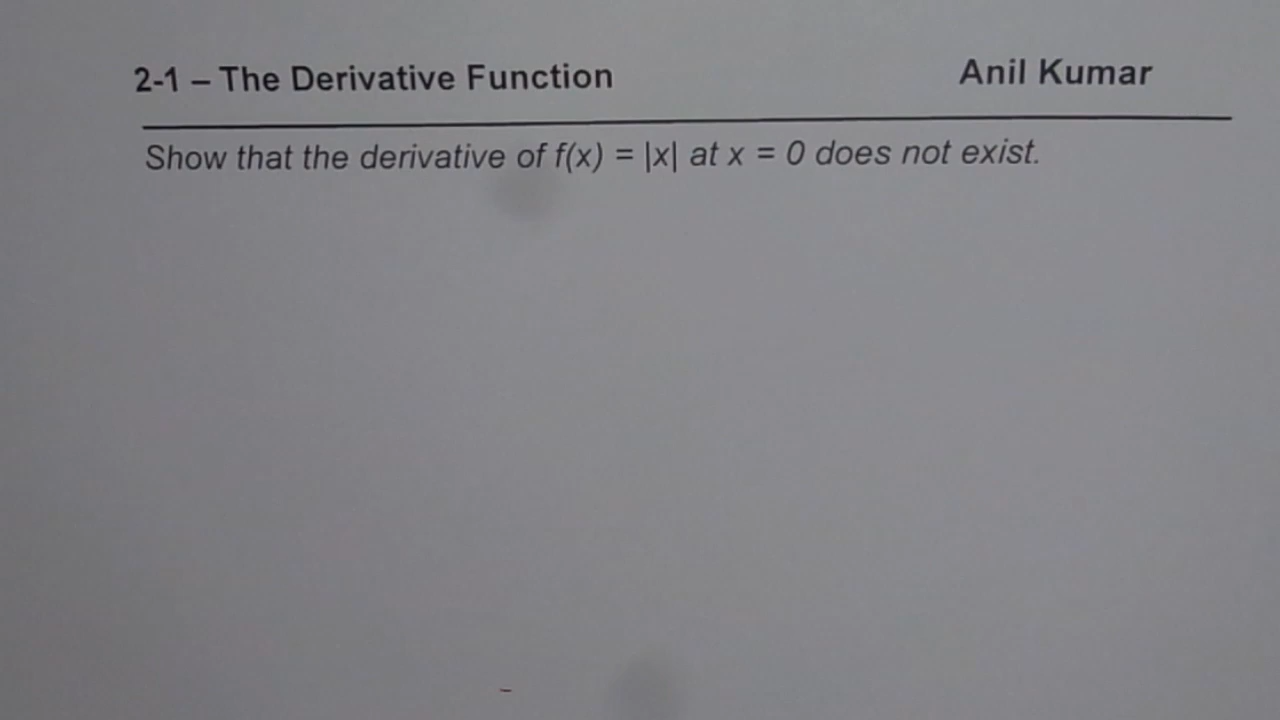 2-1 – The Derivative Function Anil Kumar
Show that the derivative of f(x) = |x| at x = 0 does not exist.